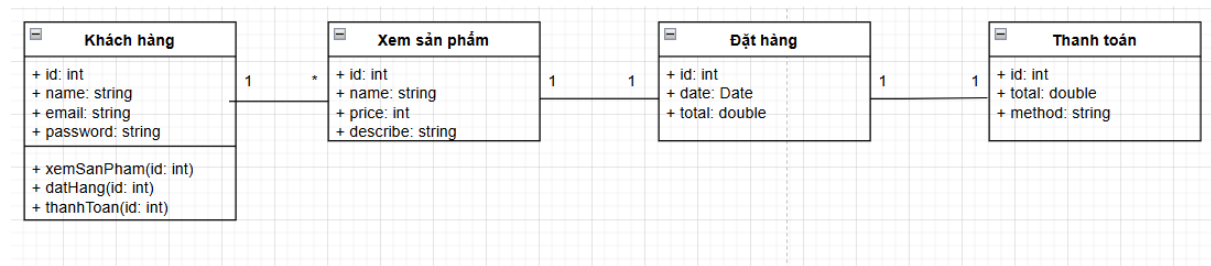 Khách hàng
+ id: int
+ name: string
+ email: string
+ password: string
+ xemSanPham(id: int)
+ datHang(id: int)
+ thanhToan(id: int)
1
*
Xem sản phẩm
+ id: int
+ name: string
+ price: int
+ describe: string
1
1
Đặt hàng
+ id: int
+ date: Date
+ total: double
1
1
Thanh toán
+ id: int
+ total: double
+ method: string